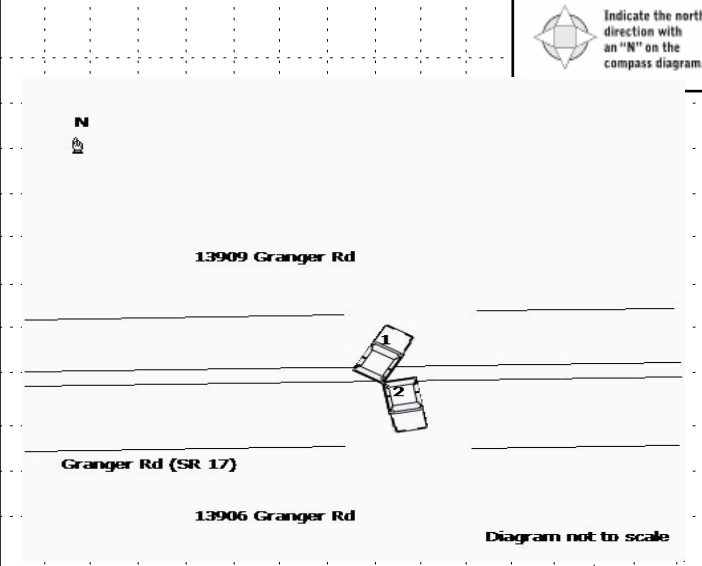 Indicate the north
direction with
an "N" on the
compass diagram.
N
13909 Granger Rd
1
2
Granger Rd (SR 17)
13906 Granger Rd
Diagram not to scale